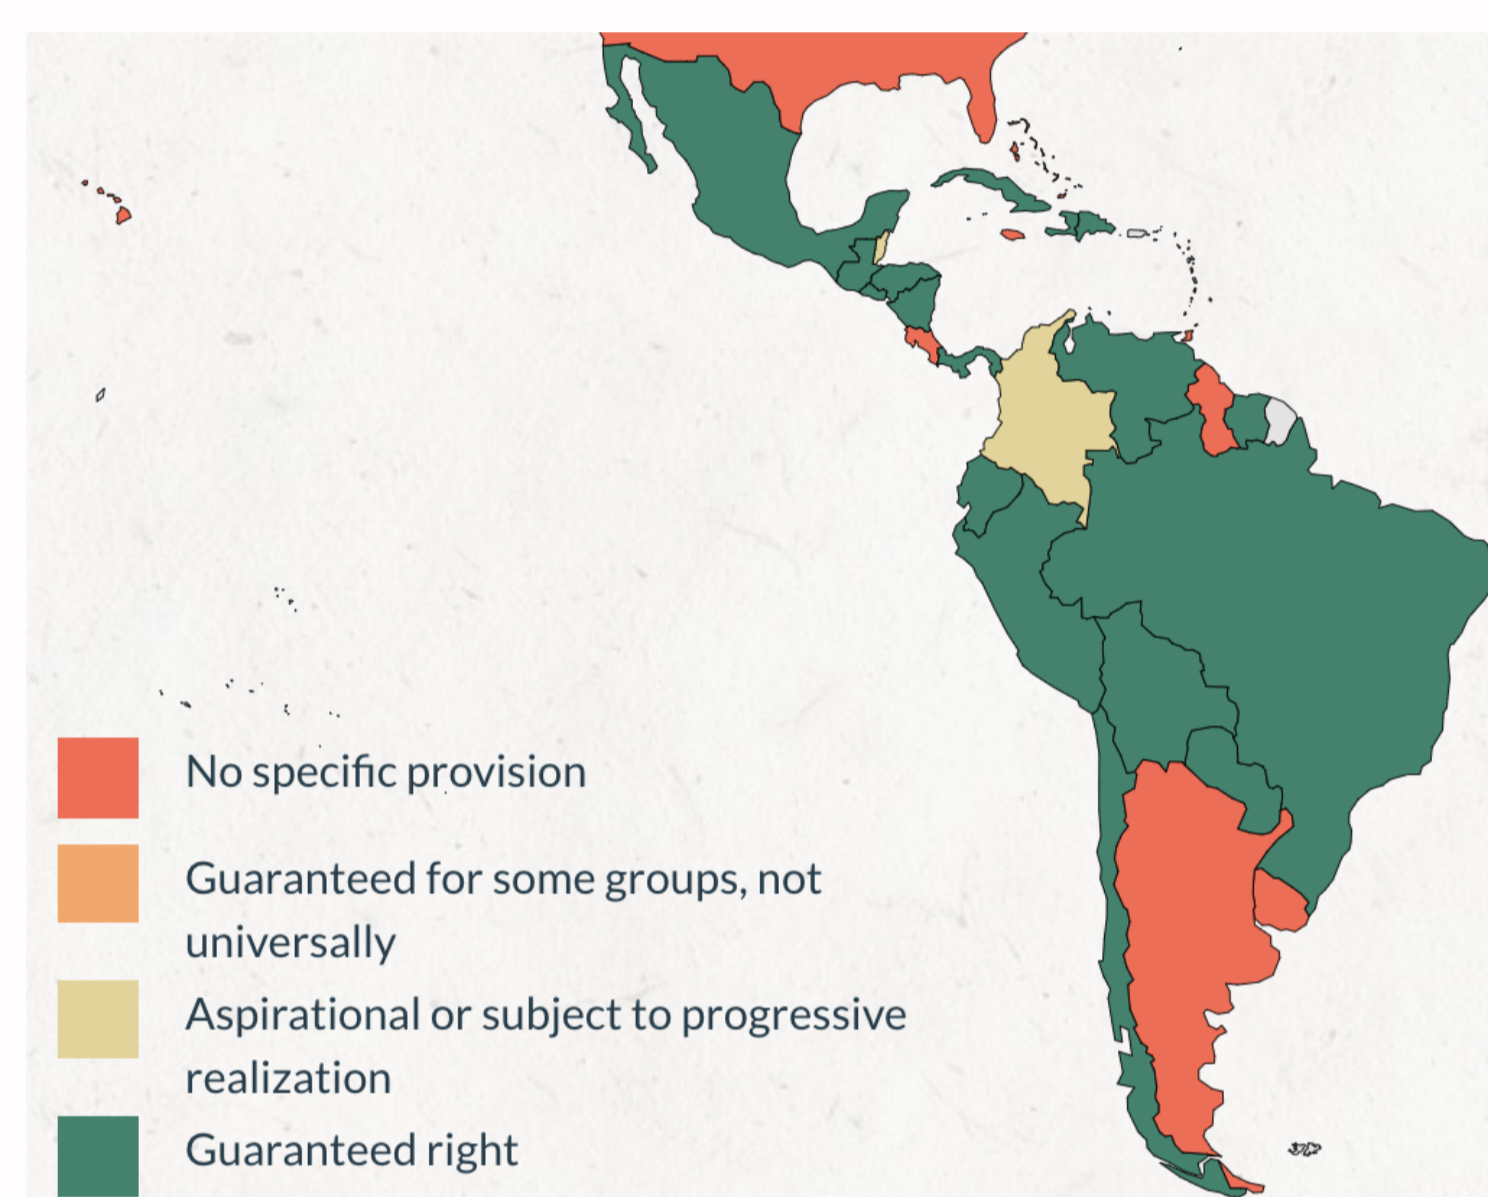 No specific provision
Guaranteed for some groups, not
universally
Aspirational or subject to progressive
realization
Guaranteed right